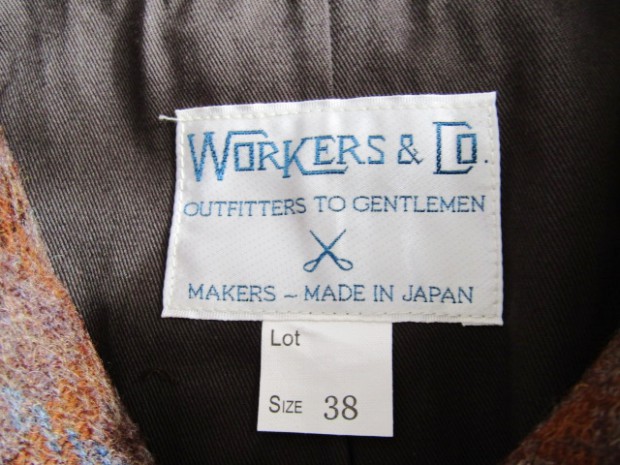 WORKERS & CO.
OUTFITTERS TO GENTLEMEN
MAKERS ~ MADE IN JAPAN
Lot
SIZE 38